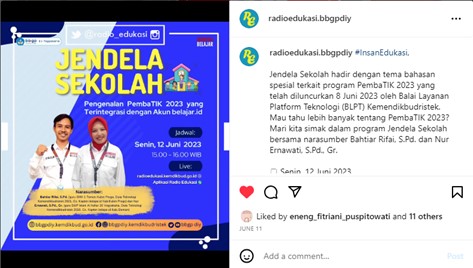 @radio_edukasi
BELAJAR
JENDELA
SEKOLAH
Pengenalan PembaTIK 2023 yang
Terintegrasi dengan Akun belajar.id
Jadwal:
Senin, 12 Juni 2023
15.00 - 16.00 WIB
Live streaming:
radioedukasi.kemdikbud.go.id
Aplikasi Radio Edukasi
Narasumber:
bbgpdiy.kemdikbud.go.id
radioedukasi.bbgpdiy
radioedukasi.bbgpdiy #InsanEdukasi,
Jendela Sekolah hadir dengan tema bahasan
spesial terkait program PembaTIK 2023 yang
telah diluncurkan 8 Juni 2023 oleh Balai Layanan
Platform Teknologi (BLPT) Kemendikbudristek.
Mau tahu lebih banyak tentang PembaTIK 2023?
Mari kita simak dalam program Jendela Sekolah
bersama narasumber Bahtiar Rifai, S.Pd. dan Nur
Ernawati, S.Pd., Gr.
Senin, 12 Juni 2023
Liked by eneng_fitriani_puspitowati and 11 others
JUNE 11